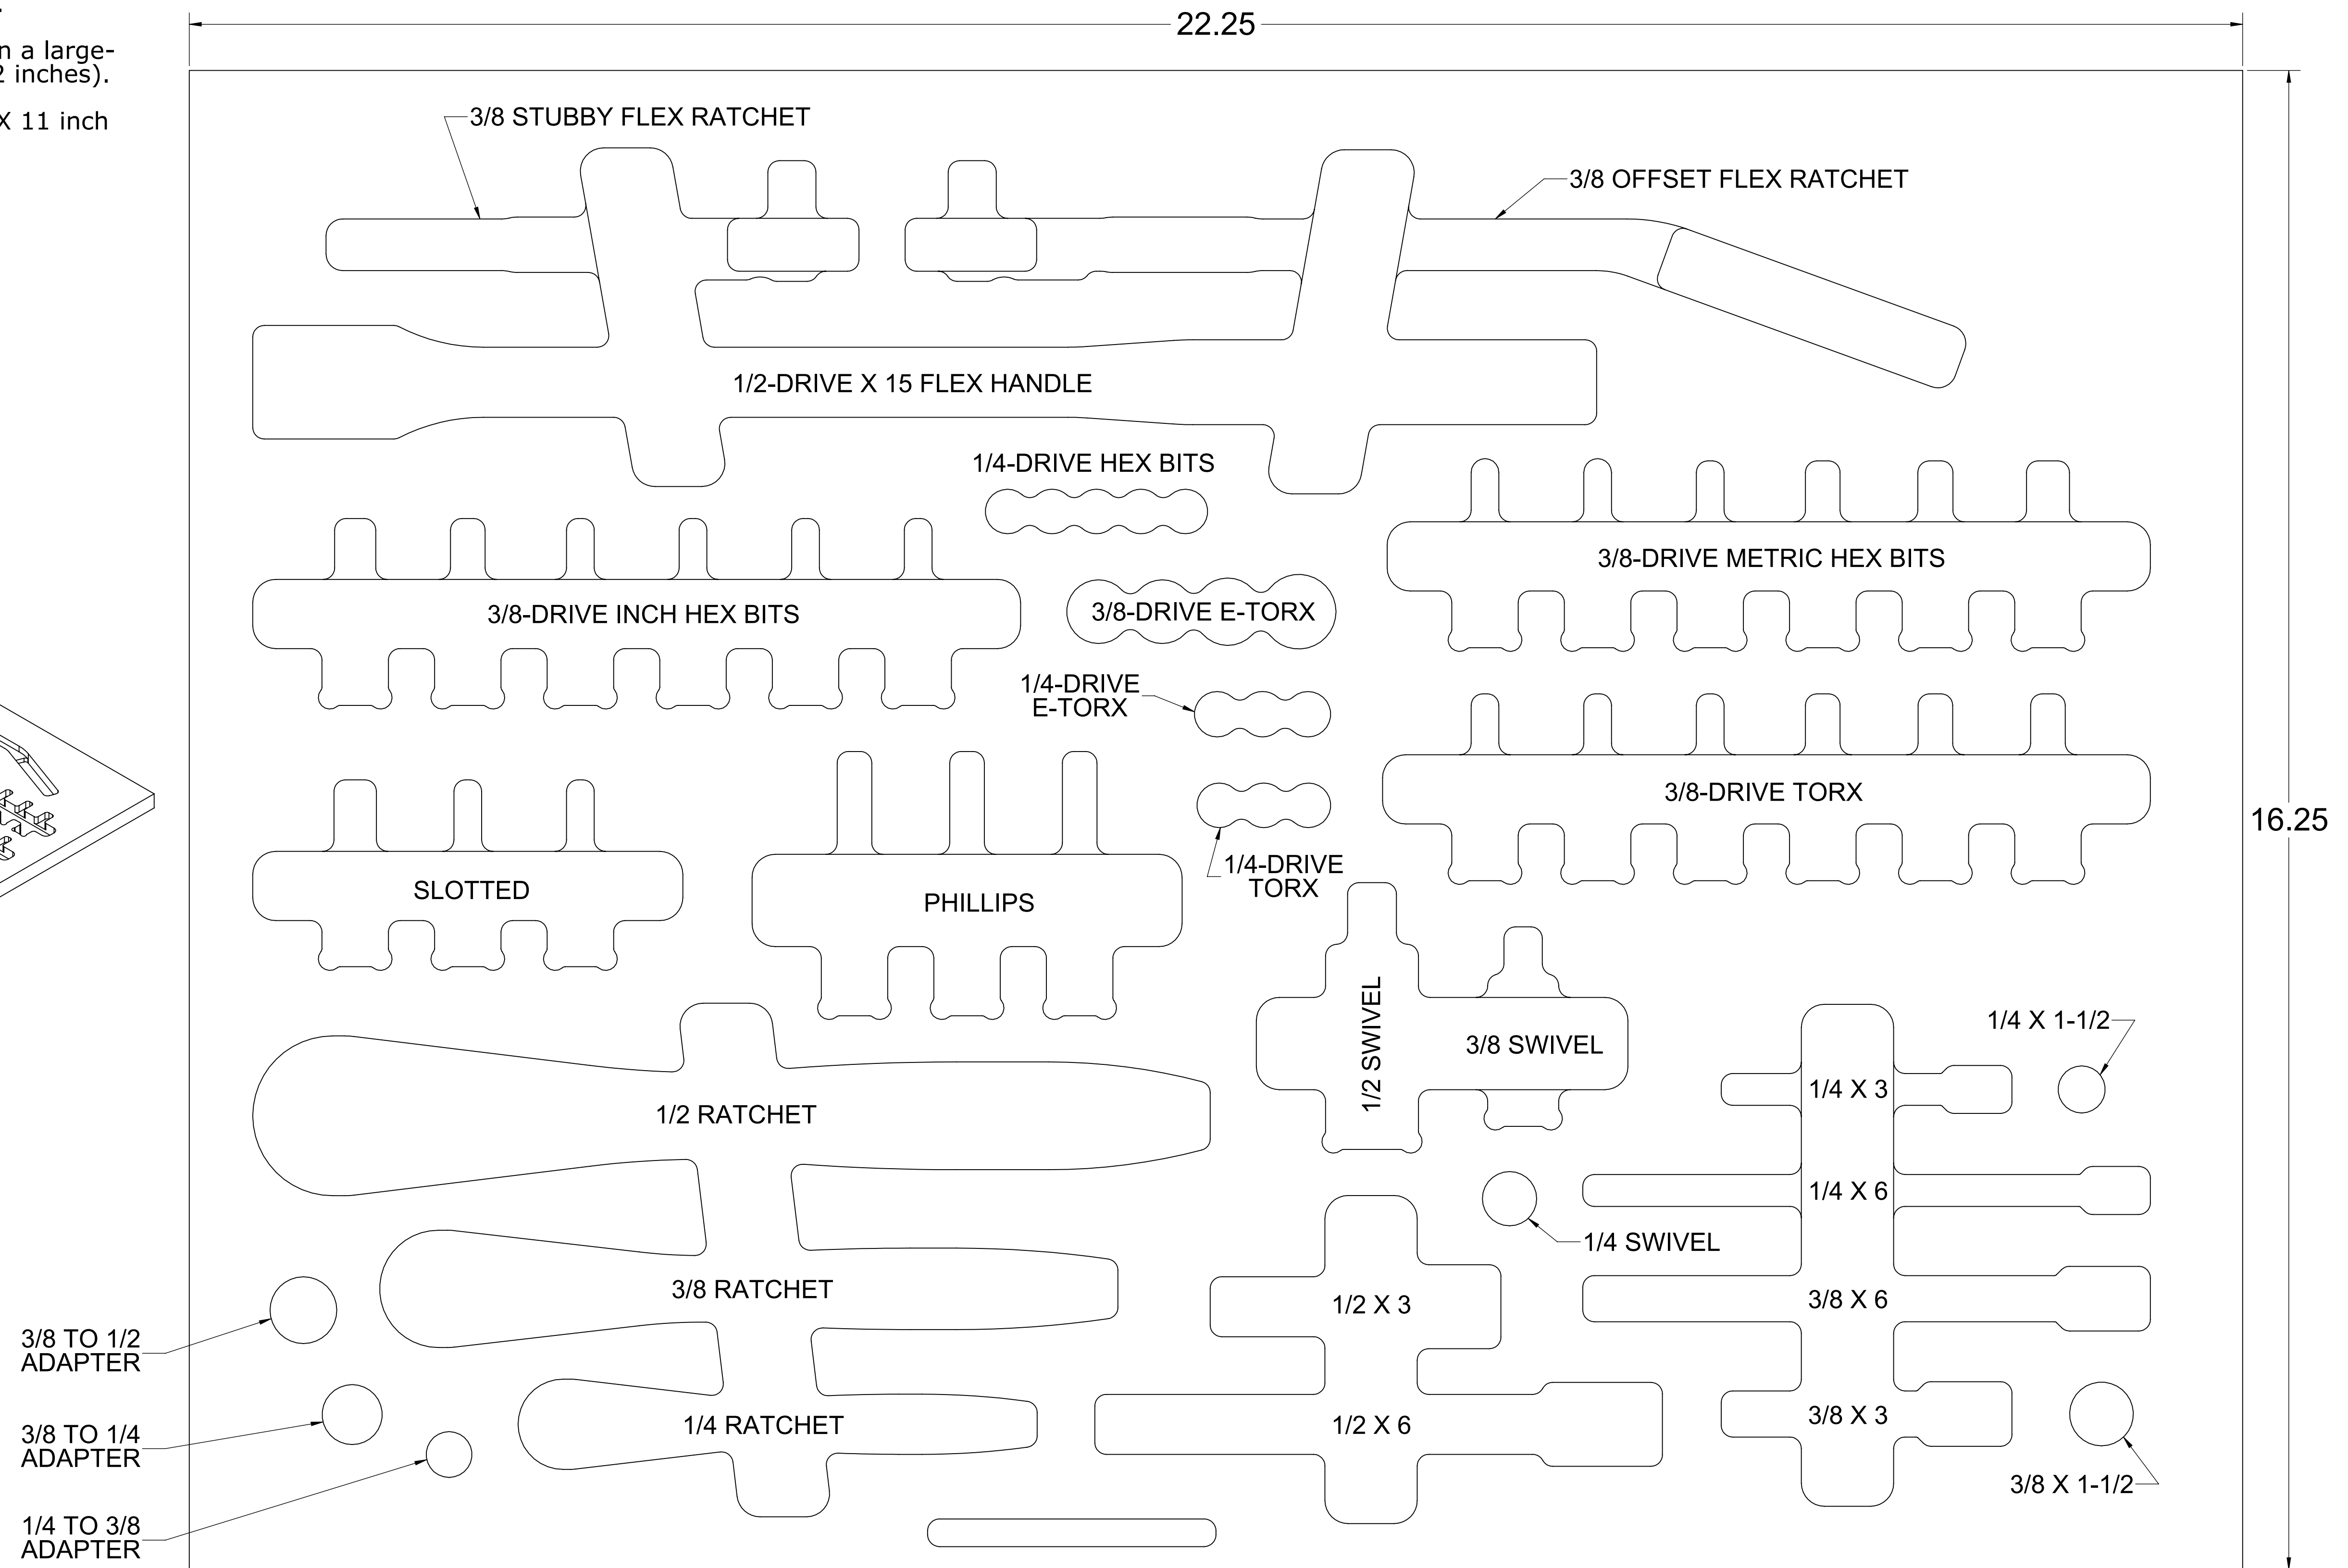 22.25
n a large-
2 inches).
X 11 inch
3/8 STUBBY FLEX RATCHET
3/8 OFFSET FLEX RATCHET
1/2-DRIVE X 15 FLEX HANDLE
1/4-DRIVE HEX BITS
3/8-DRIVE METRIC HEX BITS
3/8-DRIVE INCH HEX BITS
3/8-DRIVE E-TORX
1/4-DRIVE
E-TORX
3/8-DRIVE TORX
16.25
1/4-DRIVE
TORX
SLOTTED
PHILLIPS
1/2 SWIVEL
3/8 SWIVEL
1/4 X 1-1/2
1/4 X 3
1/2 RATCHET
1/4 X 6
1/4 SWIVEL
3/8 RATCHET
1/2 X 3
3/8 X 6
3/8 TO 1/2
ADAPTER
1/4 RATCHET
1/2 X 6
3/8 X 3
3/8 TO 1/4
ADAPTER
3/8 X 1-1/2
1/4 TO 3/8
ADAPTER